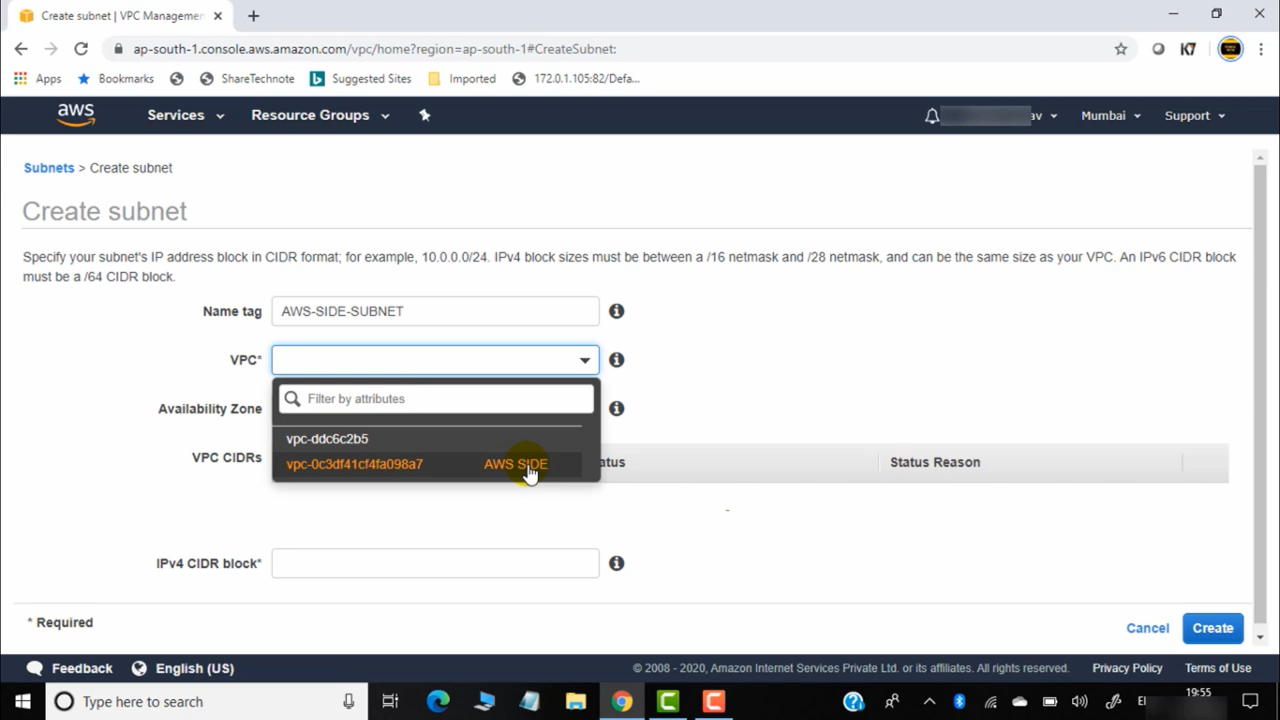 Create subnet | VPC Managemen
ap-south-1.console.aws.amazon.com/vpc/home?region=ap-south-1#CreateSubnet:
K7
Apps Bookmarks ShareTechnote Suggested Sites Imported 172.0.1.105:82/Defa...
aws Services Resource Groups av Mumbai Support
Subnets > Create subnet
Create subnet
Specify your subnet's IP address block in CIDR format; for example, 10.0.0.0/24. IPv4 block sizes must be between a /16 netmask and /28 netmask, and can be the same size as your VPC. An IPv6 CIDR block
must be a /64 CIDR block.
Name tag AWS-SIDE-SUBNET
VPC*
Filter by attributes
Availability Zone
vpc-ddc6c2b5
VPC CIDRs
vpc-0c3df41cf4fa098a7 AWS SIDE atus Status Reason
-
IPv4 CIDR block*
* Required
Cancel Create
Feedback English (US) © 2008 - 2020, Amazon Internet Services Private Ltd. or its affiliates. All rights reserved. Privacy Policy Terms of Use
Type here to search 19:55